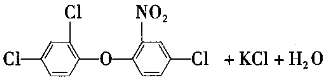 Cl NO₂
Cl O Cl + KCl + H₂O